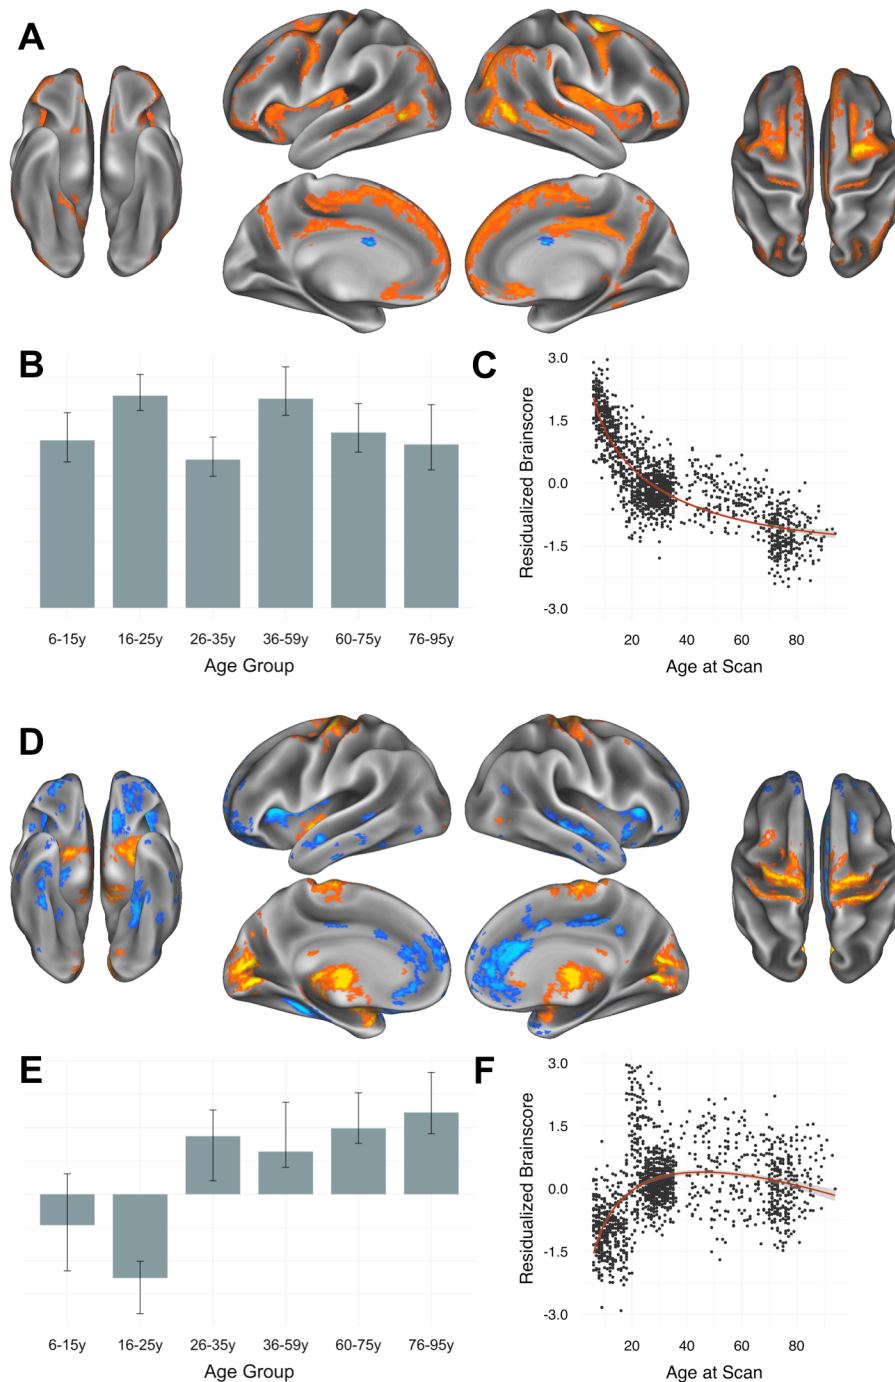 A
B
6-15y 16-25y 26-35y 36-59y 60-75y 76-95y
Age Group
C
Residualized Brainscore
3.0
1.5
0.0
-1.5
-3.0
20 40 60 80
Age at Scan
D
E
6-15y 16-25y 26-35y 36-59y 60-75y 76-95y
Age Group
F
Residualized Brainscore
3.0
1.5
0.0
-1.5
-3.0
20 40 60 80
Age at Scan